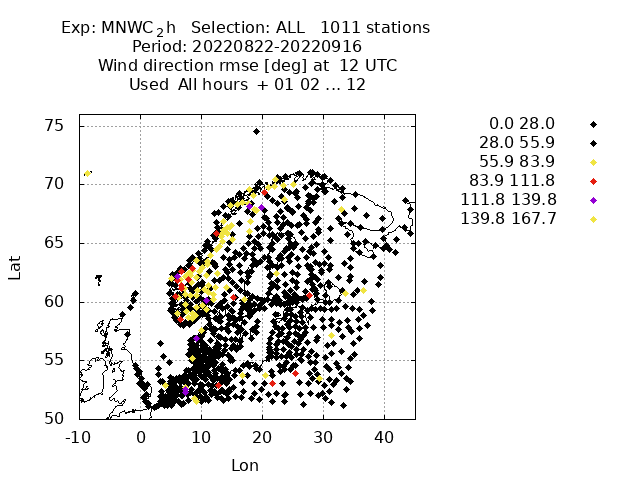 Exp: MNWC_2h   Selection: ALL   1011 stations
Period: 20220822-20220916
Wind direction rmse [deg] at  12 UTC
Used  All hours  + 01 02 ... 12
0.0 28.0
28.0 55.9
55.9 83.9
83.9 111.8
111.8 139.8
139.8 167.7
Lat
75
70
65
60
55
50
-10 0 10 20 30 40
Lon